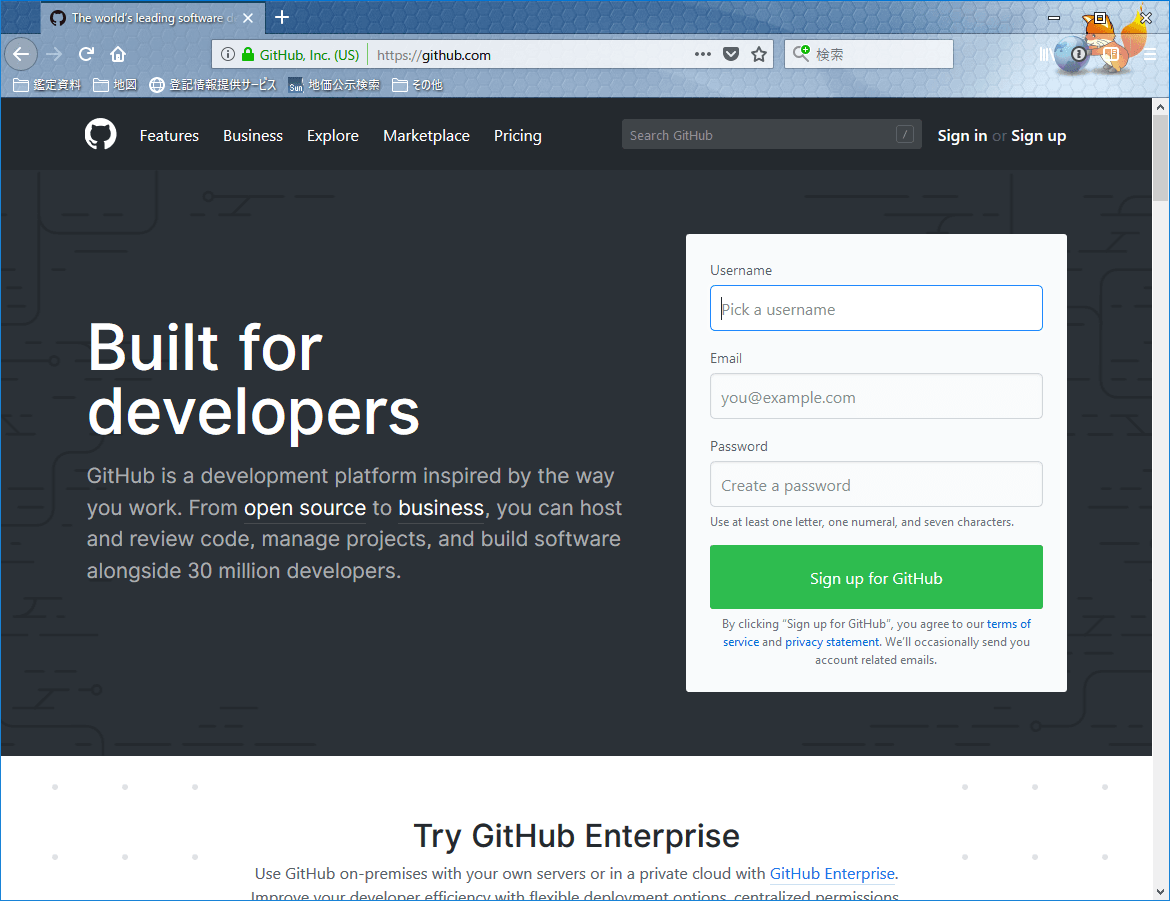 The world's leading software d
GitHub, Inc. (US)
https://github.com
検索
鑑定資料
地図
登記情報提供サービス
Sun
地価公示検索
その他
Features
Business
Explore
Marketplace
Pricing
Search GitHub
/
Sign in or Sign up
Built for
developers
GitHub is a development platform inspired by the way
you work. From open source to business, you can host
and review code, manage projects, and build software
alongside 30 million developers.
Username
Pick a username
Email
you@example.com
Password
Create a password
Use at least one letter, one numeral, and seven characters.
Sign up for GitHub
By clicking “Sign up for GitHub”, you agree to our terms of
service and privacy statement. We’ll occasionally send you
account related emails.
Try GitHub Enterprise
Use GitHub on-premises with your own servers or in a private cloud with GitHub Enterprise.
Improve your developer efficiency with flexible deployment options, centralized permissions,